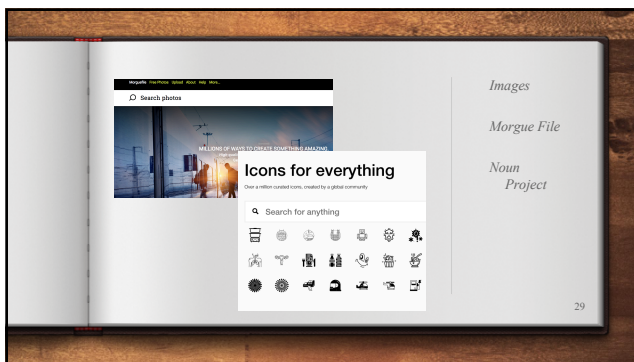 Morguefile Free Photos Upload About Help More...
Search photos
MILLIONS OF WAYS TO CREATE SOMETHING AMAZING.
Icons for everything
Over a million curated icons, created by a global community
Search for anything
Images
Morgue File
Noun
Project
29